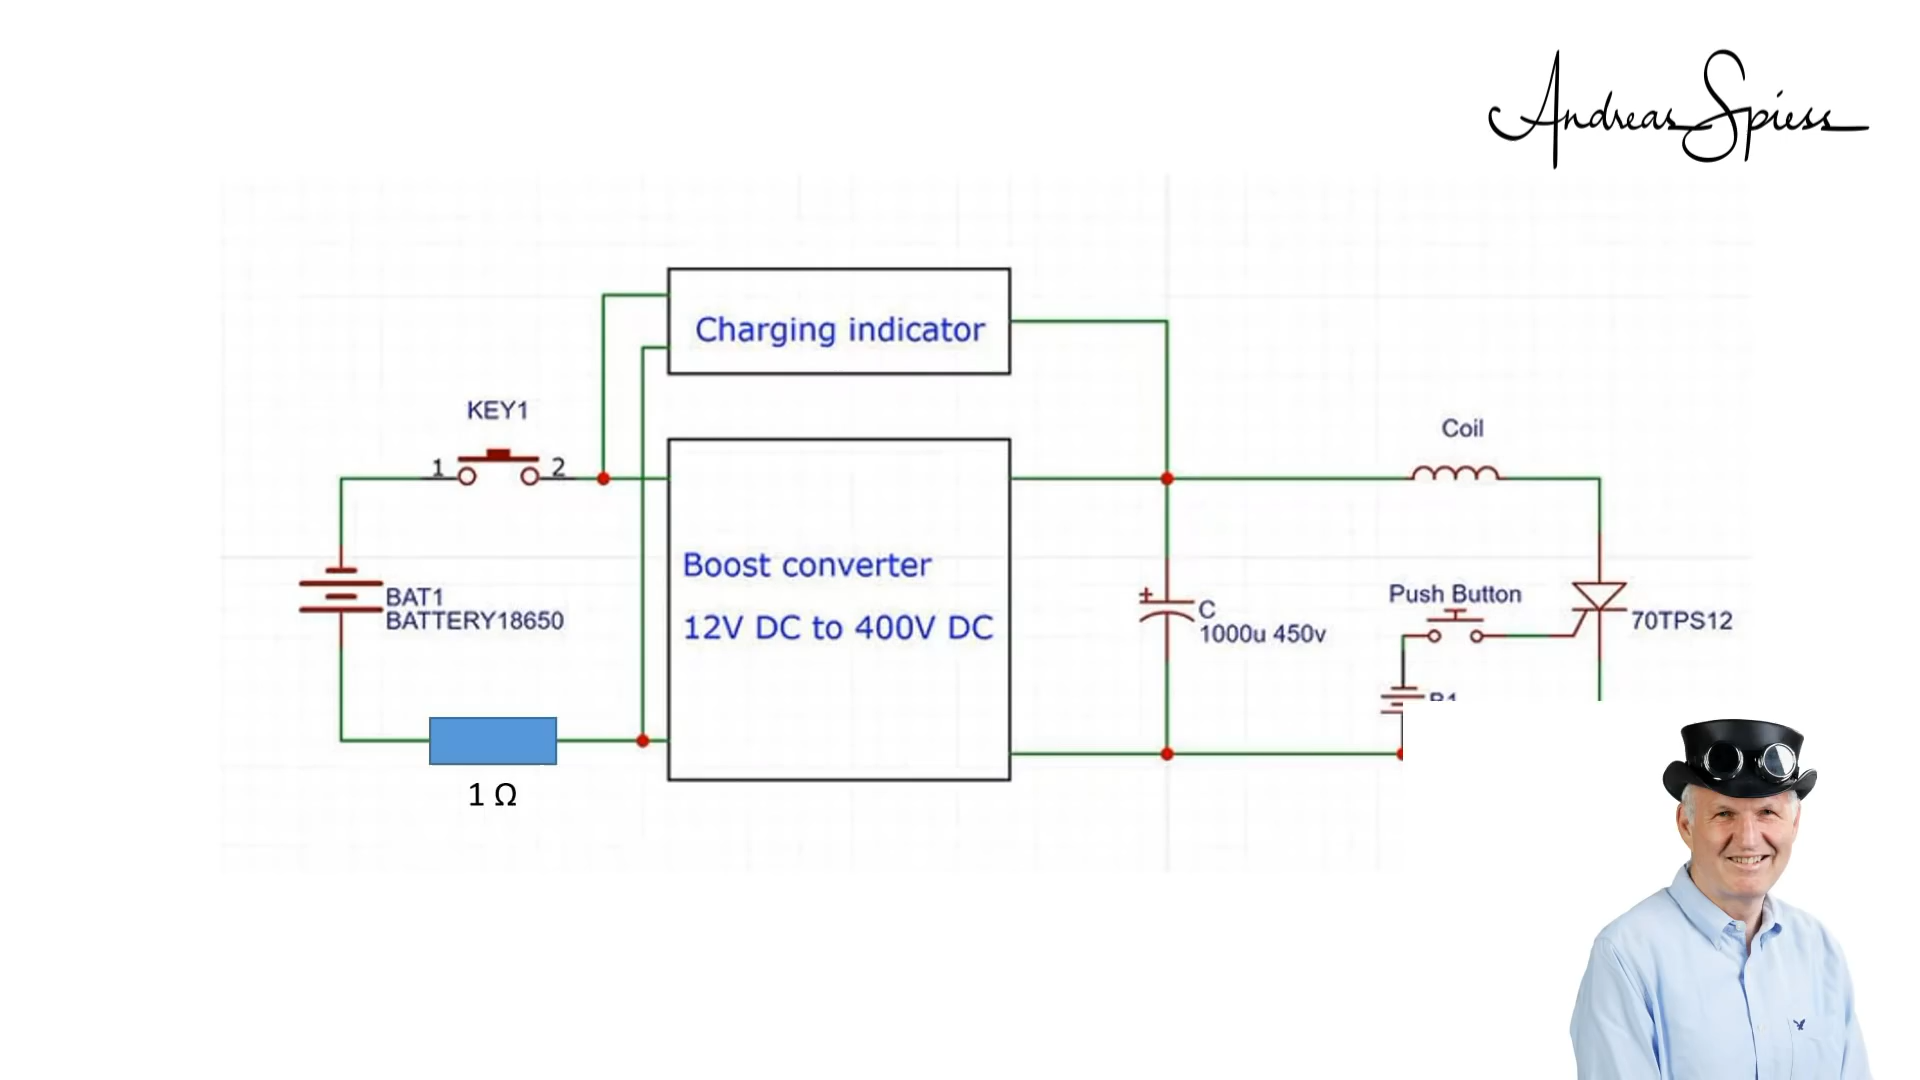 Andreas Spiess
Charging indicator
KEY1
1 2
Coil
Boost converter
12V DC to 400V DC
BAT1
BATTERY18650
+
C
1000u 450v
Push Button
70TPS12
1 Ω